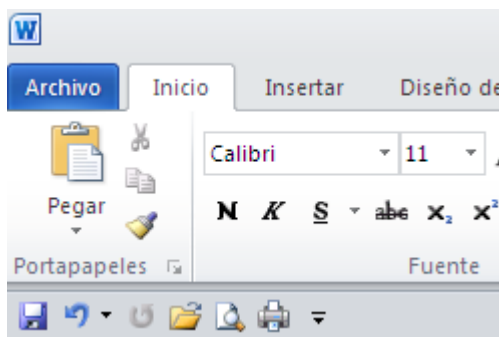 W
Archivo Inicio Insertar Diseño de
Calibri 11
Pegar N K S abc x₂ x²
Portapapeles Fuente